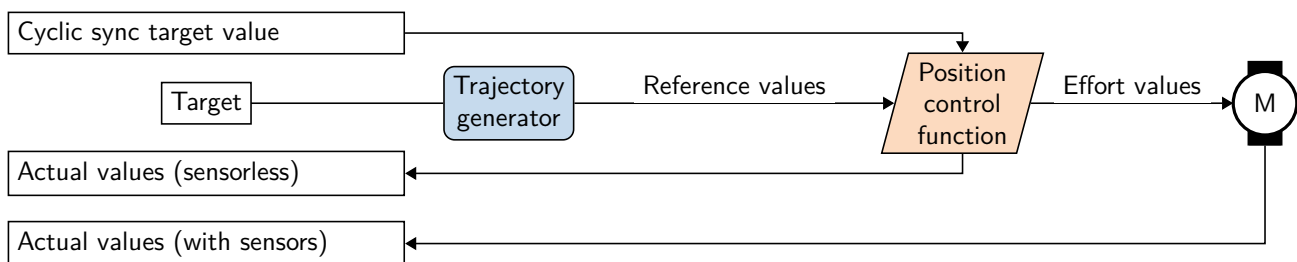 Cyclic sync target value
Target
Trajectory
generator
Reference values
Position
control
function
Effort values
M
Actual values (sensorless)
Actual values (with sensors)